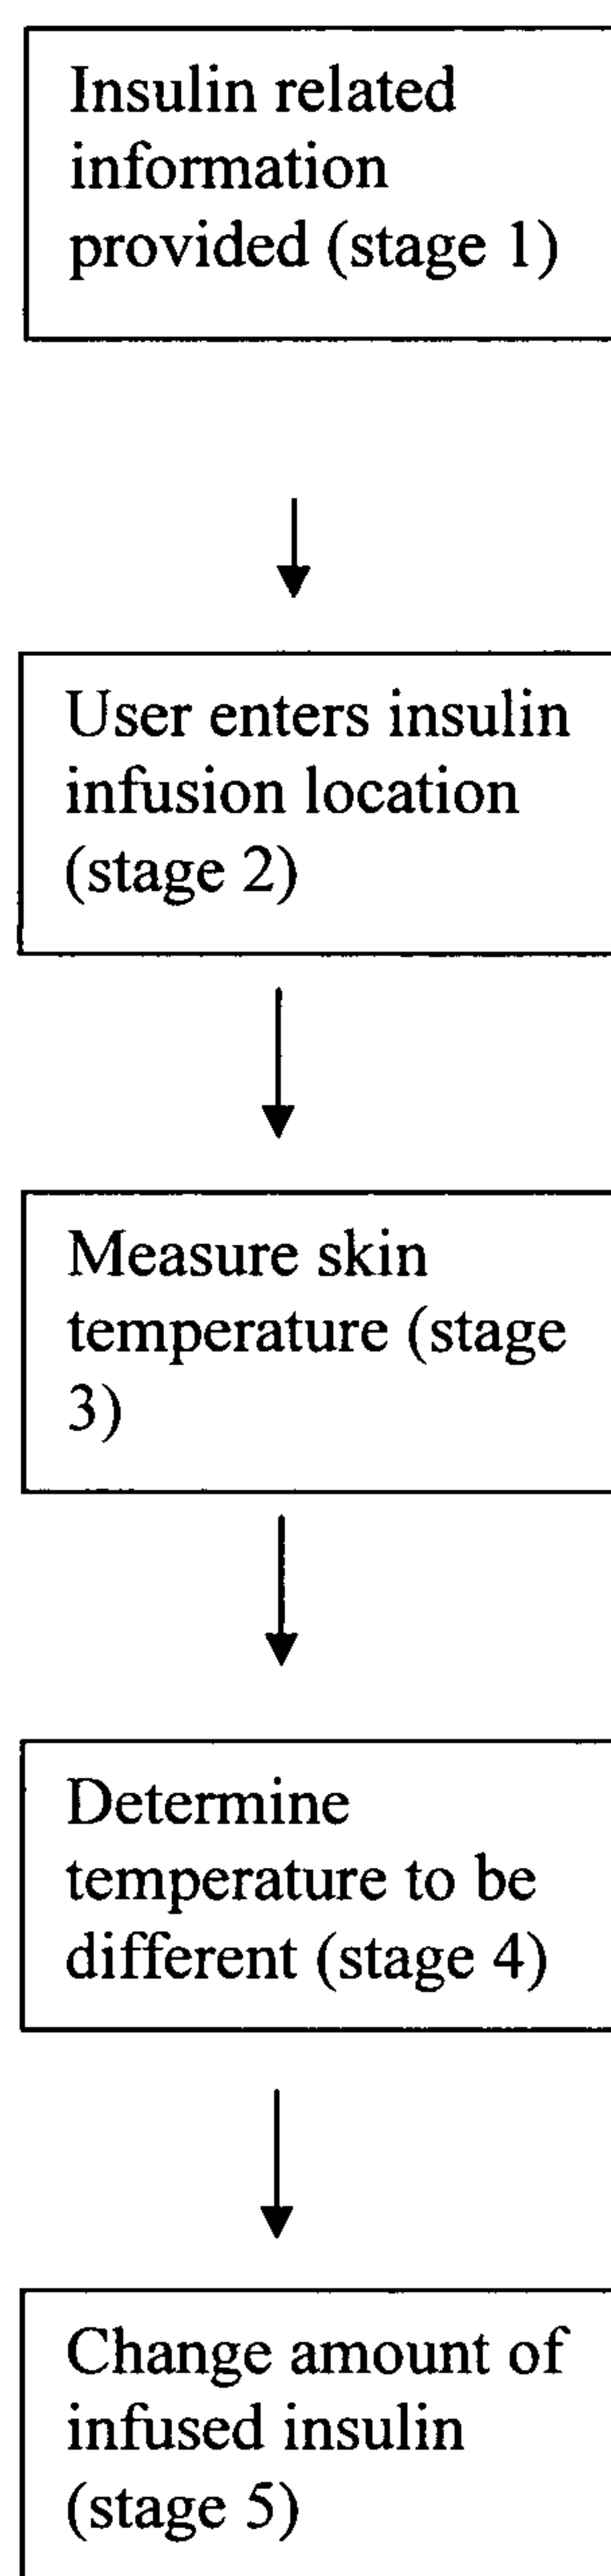 Insulin related
information
provided (stage 1)
User enters insulin
infusion location
(stage 2)
Measure skin
temperature (stage
3)
Determine
temperature to be
different (stage 4)
Change amount of
infused insulin
(stage 5)